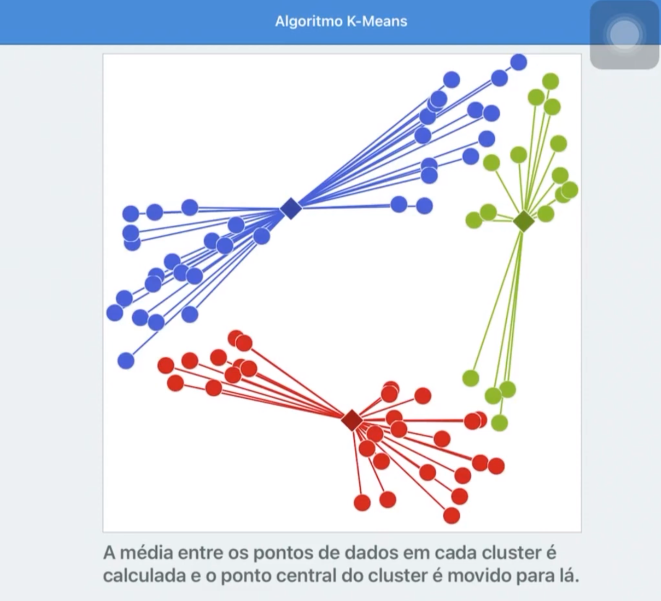 Algoritmo K-Means
A média entre os pontos de dados em cada cluster é
calculada e o ponto central do cluster é movido para lá.